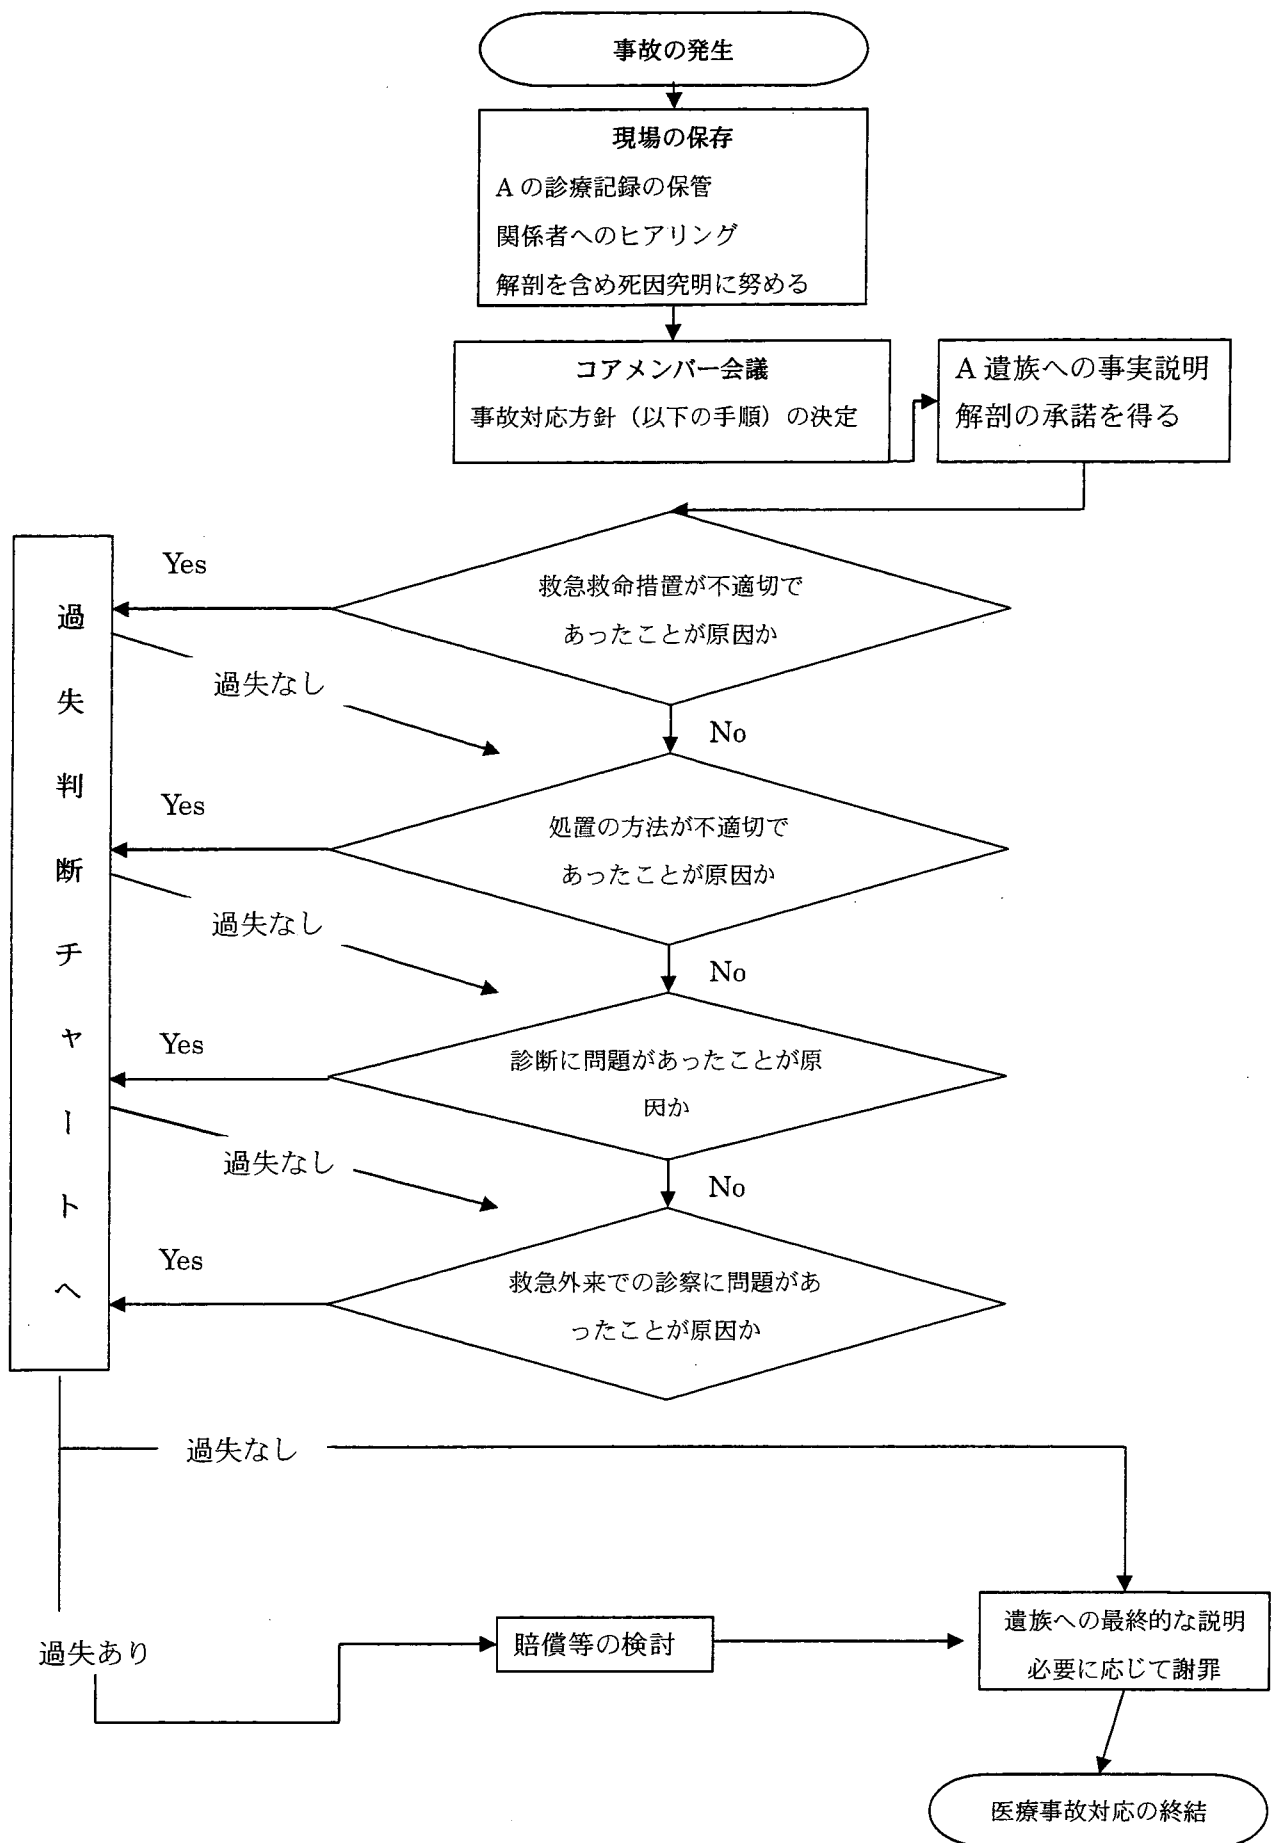 事故の発生
現場の保存
Aの診療記録の保管
関係者へのヒアリング
解剖を含め死因究明に努める
コアメンバー会議
事故対応方針（以下の手順）の決定
A 遺族への事実説明
解剖の承諾を得る
過失判断チャートへ
Yes
救急救命措置が不適切で
あったことが原因か
過失なし
No
Yes
処置の方法が不適切で
あったことが原因か
過失なし
No
Yes
診断に問題があったことが原
因か
過失なし
No
Yes
救急外来での診察に問題があ
ったことが原因か
過失なし
過失あり
賠償等の検討
遺族への最終的な説明
必要に応じて謝罪
医療事故対応の終結